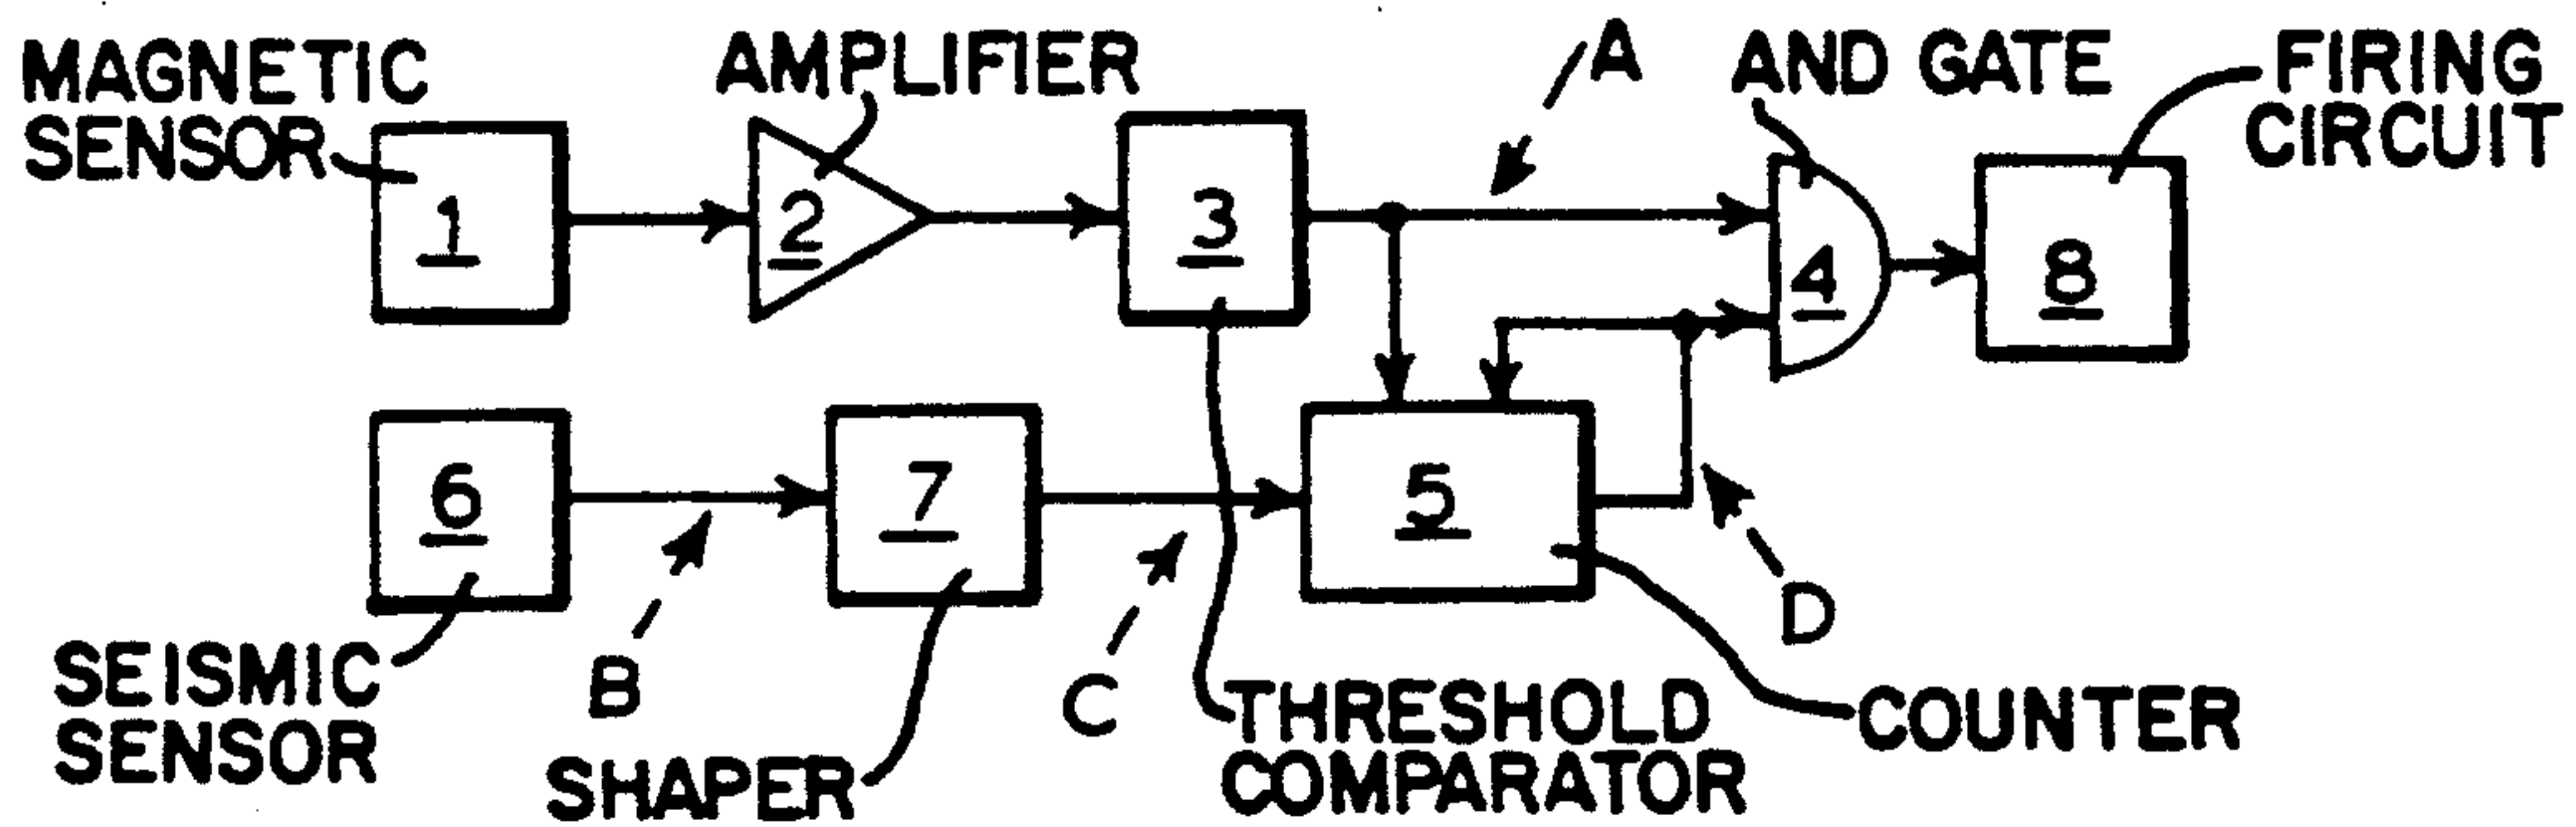 MAGNETIC
SENSOR
AMPLIFIER
A
AND GATE
FIRING
CIRCUIT
1
2
3
4
8
6
7
5
SEISMIC
SENSOR
B
SHAPER
C
THRESHOLD
COMPARATOR
D
COUNTER